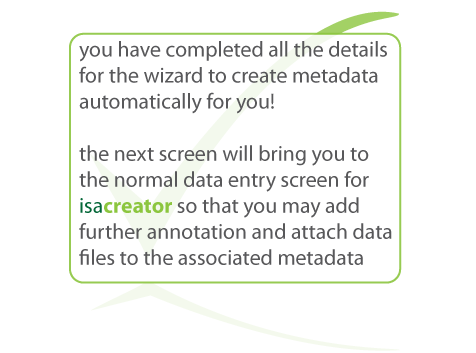 you have completed all the details
for the wizard to create metadata
automatically for you!
the next screen will bring you to
the normal data entry screen for
isacreator so that you may add
further annotation and attach data
files to the associated metadata